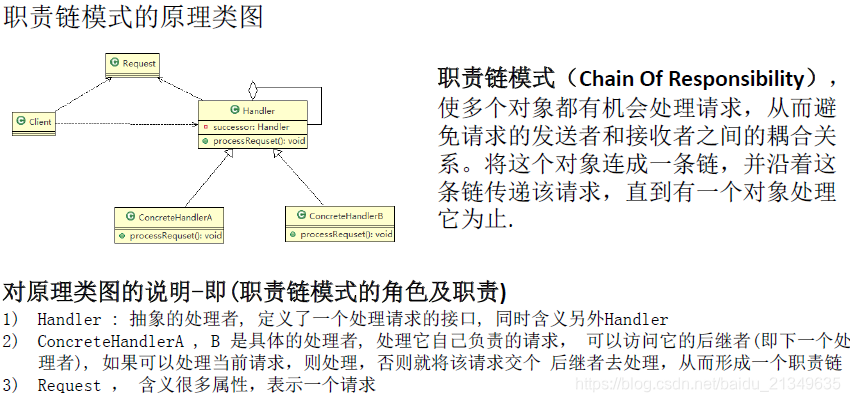 职责链模式的原理类图
Request
Client
Handler
successor: Handler
processRequset(): void
ConcreteHandlerA
processRequset(): void
ConcreteHandlerB
processRequset(): void
职责链模式（Chain Of Responsibility），
使多个对象都有机会处理请求，从而避
免请求的发送者和接收者之间的耦合关
系。将这个对象连成一条链，并沿着这
条链传递该请求，直到有一个对象处理
它为止.
对原理类图的说明-即(职责链模式的角色及职责)
1) Handler : 抽象的处理者, 定义了一个处理请求的接口, 同时含义另外Handler
2) ConcreteHandlerA , B 是具体的处理者, 处理它自己负责的请求， 可以访问它的后继者(即下一个处
理者), 如果可以处理当前请求，则处理，否则就将该请求交个 后继者去处理，从而形成一个职责链
3) Request ， 含义很多属性，表示一个请求
https://blog.csdn.net/baidu_21349635